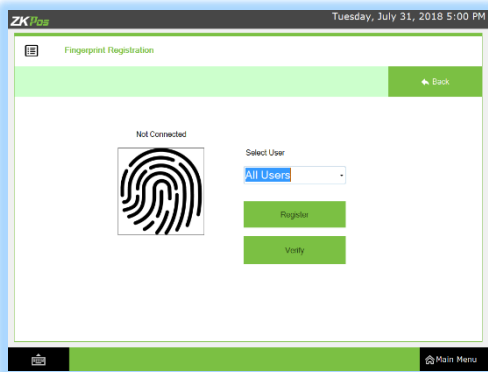 ZKPos
Tuesday, July 31, 2018 5:00 PM
Fingerprint Registration
Back
Not Connected
Select User
All Users
Register
Verify
Main Menu